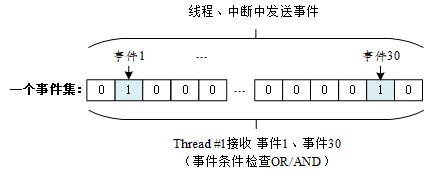 线程、中断中发送事件
事件1 ... 事件30
一个事件集: 0 1 0 0 0 ... 0 0 0 0 1 0
Thread #1接收 事件1、事件30
（事件条件检查OR/AND）